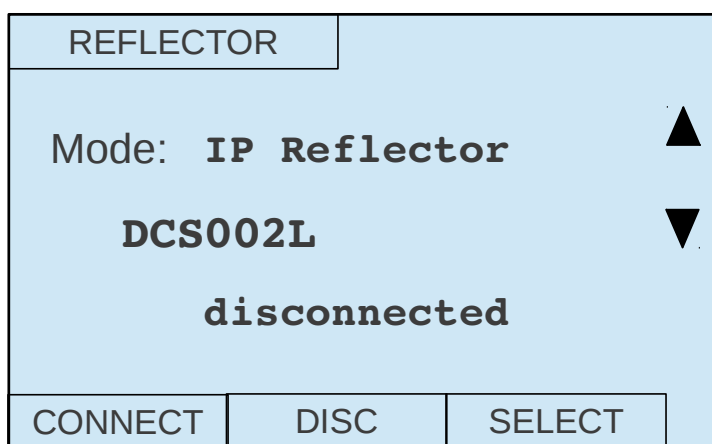 REFLECTOR
Mode: IP Reflector
DCS002L
disconnected
CONNECT DISC SELECT